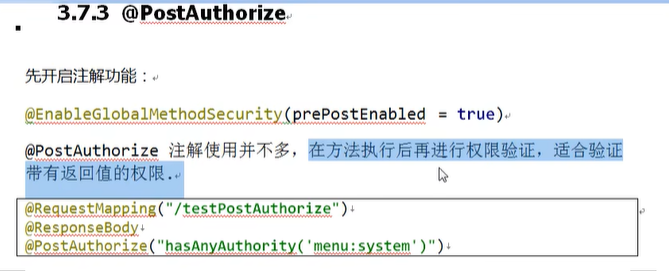 3.7.3 @PostAuthorize
先开启注解功能：
@EnableGlobalMethodSecurity(prePostEnabled = true)
@PostAuthorize 注解使用并不多，在方法执行后再进行权限验证，适合验证
带有返回值的权限.
@RequestMapping("/testPostAuthorize")
@ResponseBody
@PostAuthorize("hasAnyAuthority('menu:system')")